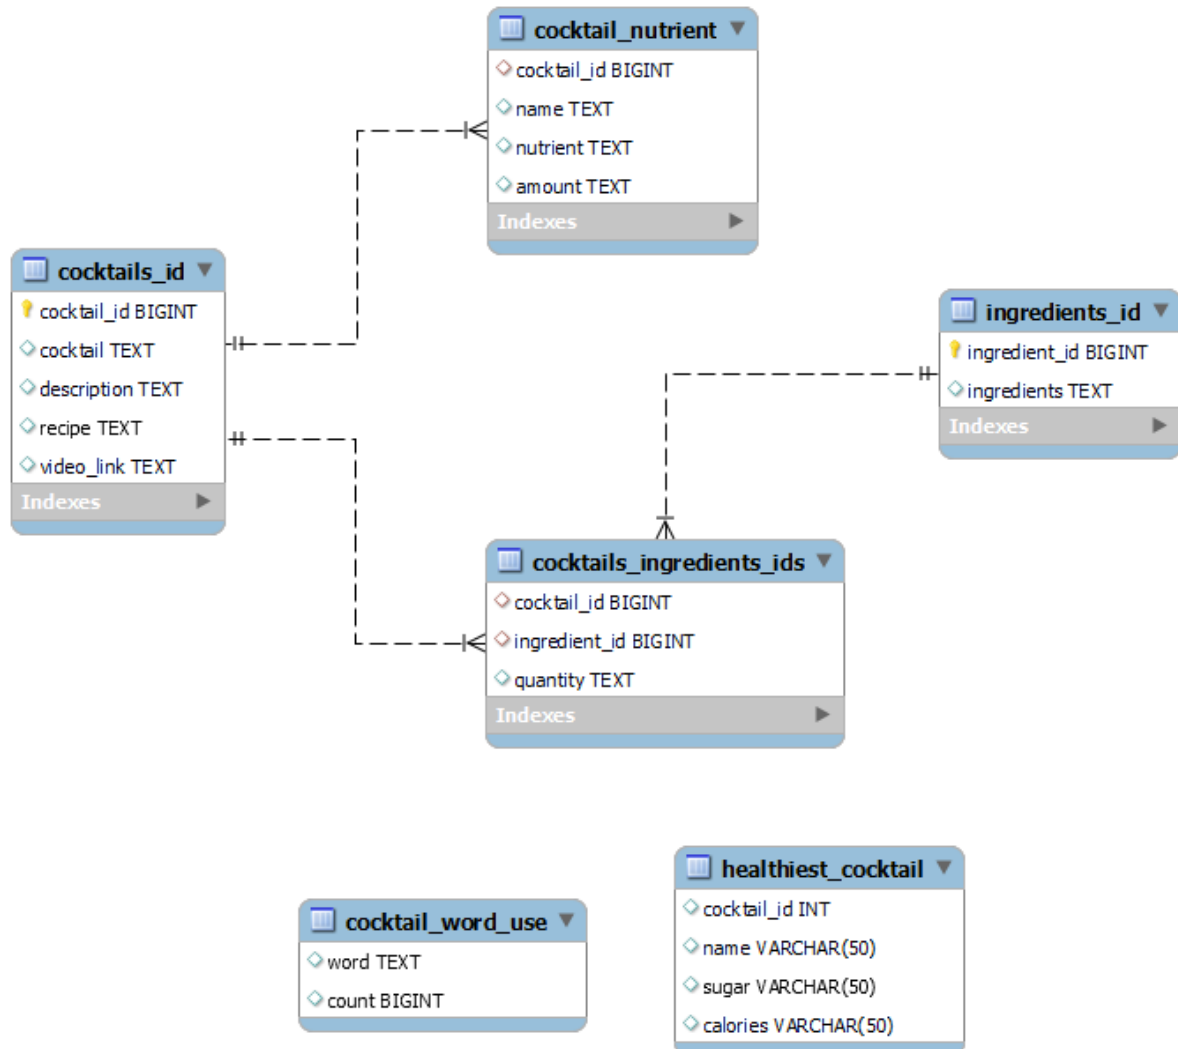 cocktail_nutrient
cocktail_id BIGINT
name TEXT
nutrient TEXT
amount TEXT
Indexes
cocktails_id
cocktail_id BIGINT
cocktail TEXT
description TEXT
recipe TEXT
video_link TEXT
Indexes
ingredients_id
ingredient_id BIGINT
ingredients TEXT
Indexes
cocktails_ingredients_ids
cocktail_id BIGINT
ingredient_id BIGINT
quantity TEXT
Indexes
cocktail_word_use
word TEXT
count BIGINT
healthiest_cocktail
cocktail_id INT
name VARCHAR(50)
sugar VARCHAR(50)
calories VARCHAR(50)